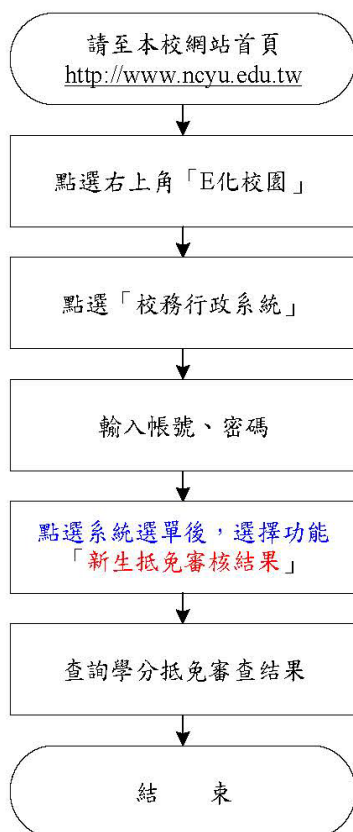 請至本校網站首頁
http://www.ncyu.edu.tw
點選右上角「E化校園」
點選「校務行政系統」
輸入帳號、密碼
點選系統選單後，選擇功能
「新生抵免審核結果」
查詢學分抵免審查結果
結　　束